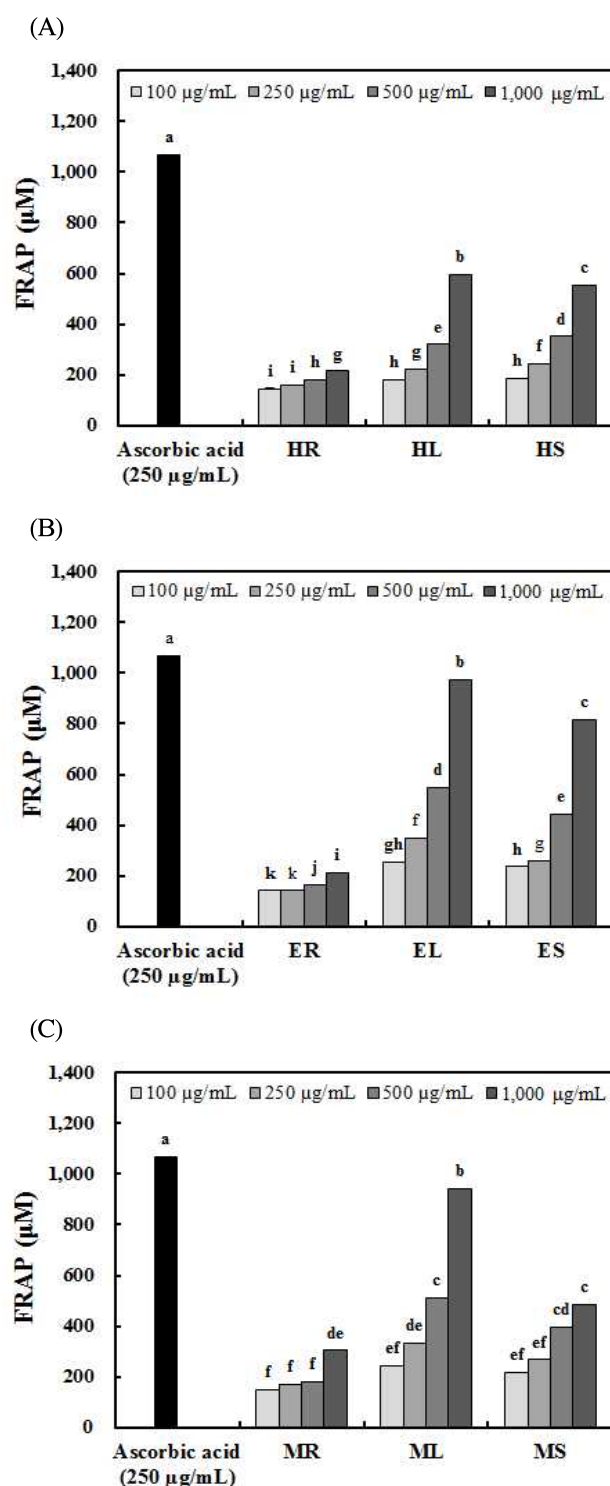 (A)
1,400
100 µg/mL 250 µg/mL 500 µg/mL 1,000 µg/mL
1,200
a
1,000
800
b
c
600
FRAP (µM)
400
e
d
i i h g
h g
h f
200
0
Ascorbic acid
(250 µg/mL)
HR
HL
HS
(B)
1,400
100 µg/mL 250 µg/mL 500 µg/mL 1,000 µg/mL
1,200
a
b
1,000
c
800
600
FRAP (µM)
d
e
400
k k j i
gh f
h g
200
0
Ascorbic acid
(250 µg/mL)
ER
EL
ES
(C)
1,400
100 µg/mL 250 µg/mL 500 µg/mL 1,000 µg/mL
1,200
a
b
1,000
800
600
FRAP (µM)
c
c
400
f f f de
ef de
ef ef cd
200
0
Ascorbic acid
(250 µg/mL)
MR
ML
MS